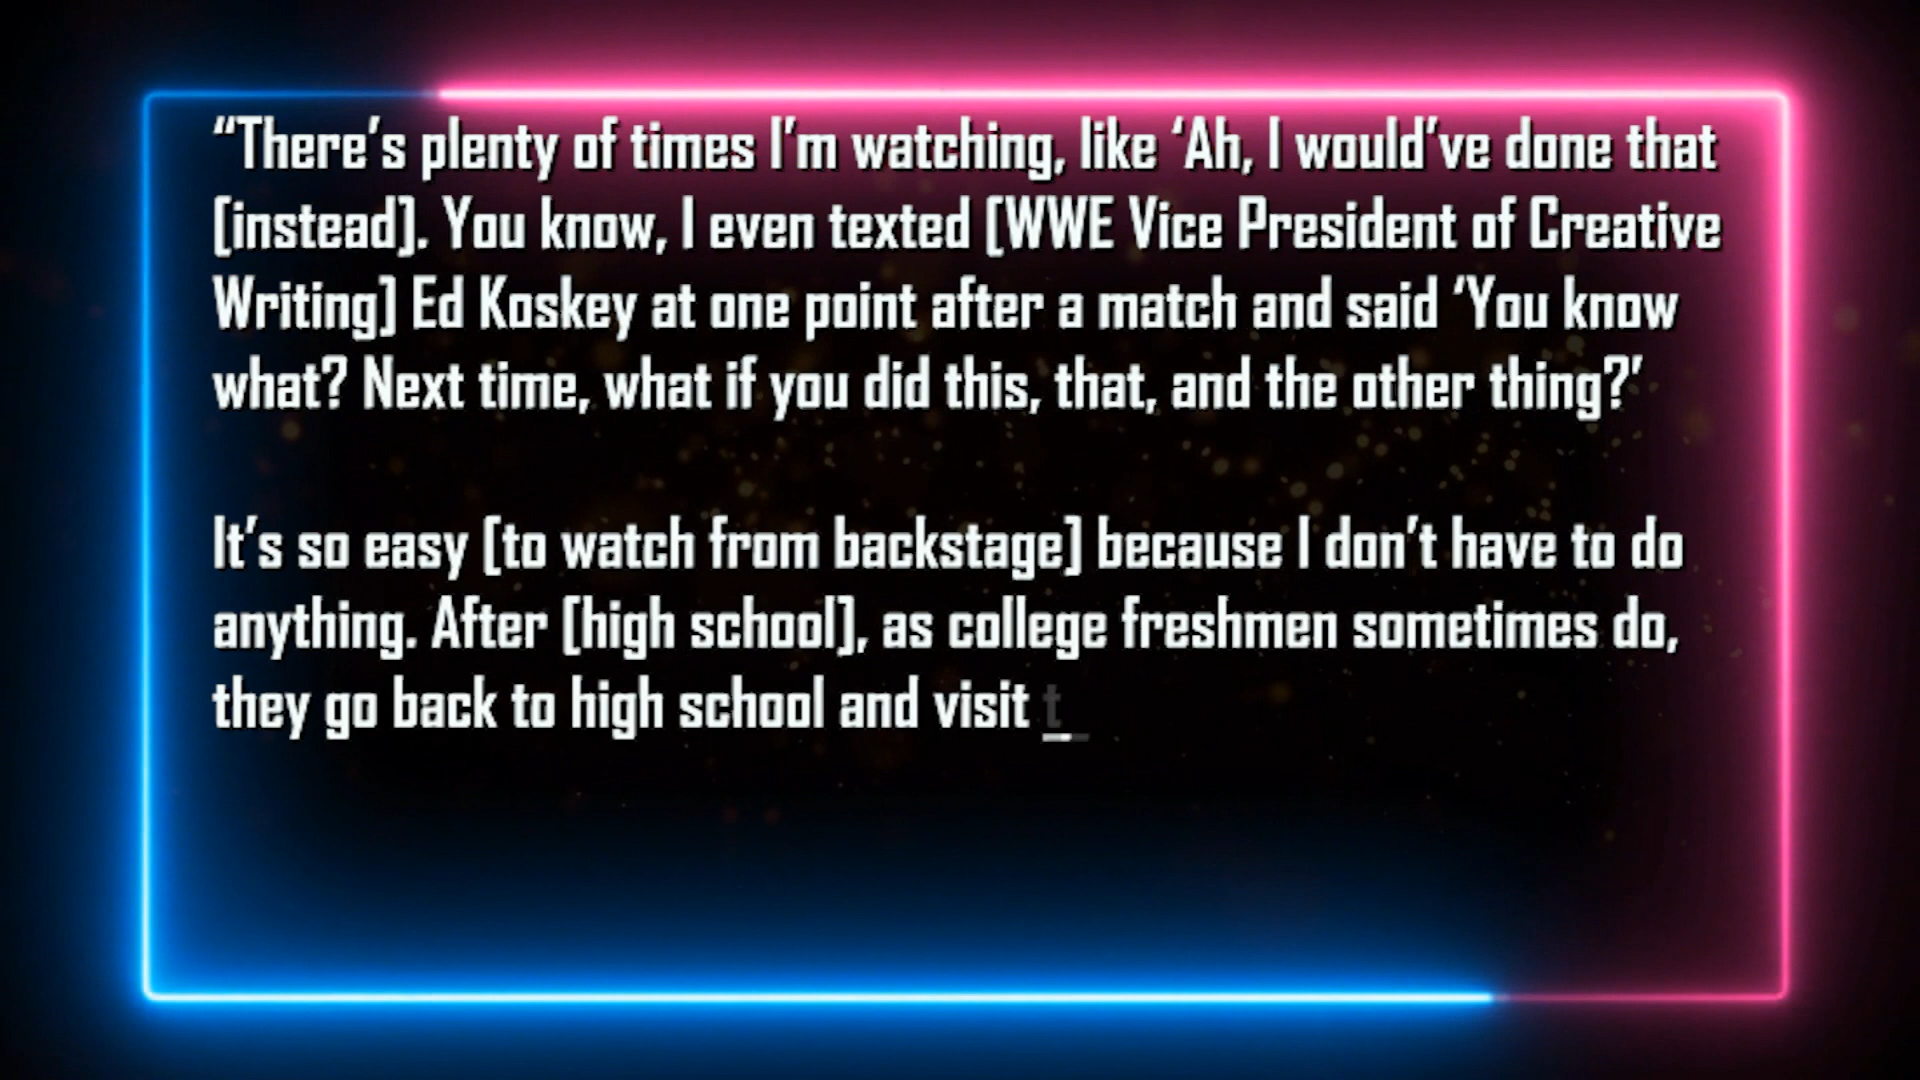 “There’s plenty of times I’m watching, like ‘Ah, I would’ve done that
[instead]. You know, I even texted [WWE Vice President of Creative
Writing] Ed Koskey at one point after a match and said ‘You know
what? Next time, what if you did this, that, and the other thing?’
It’s so easy [to watch from backstage] because I don’t have to do
anything. After [high school], as college freshmen sometimes do,
they go back to high school and visit t_